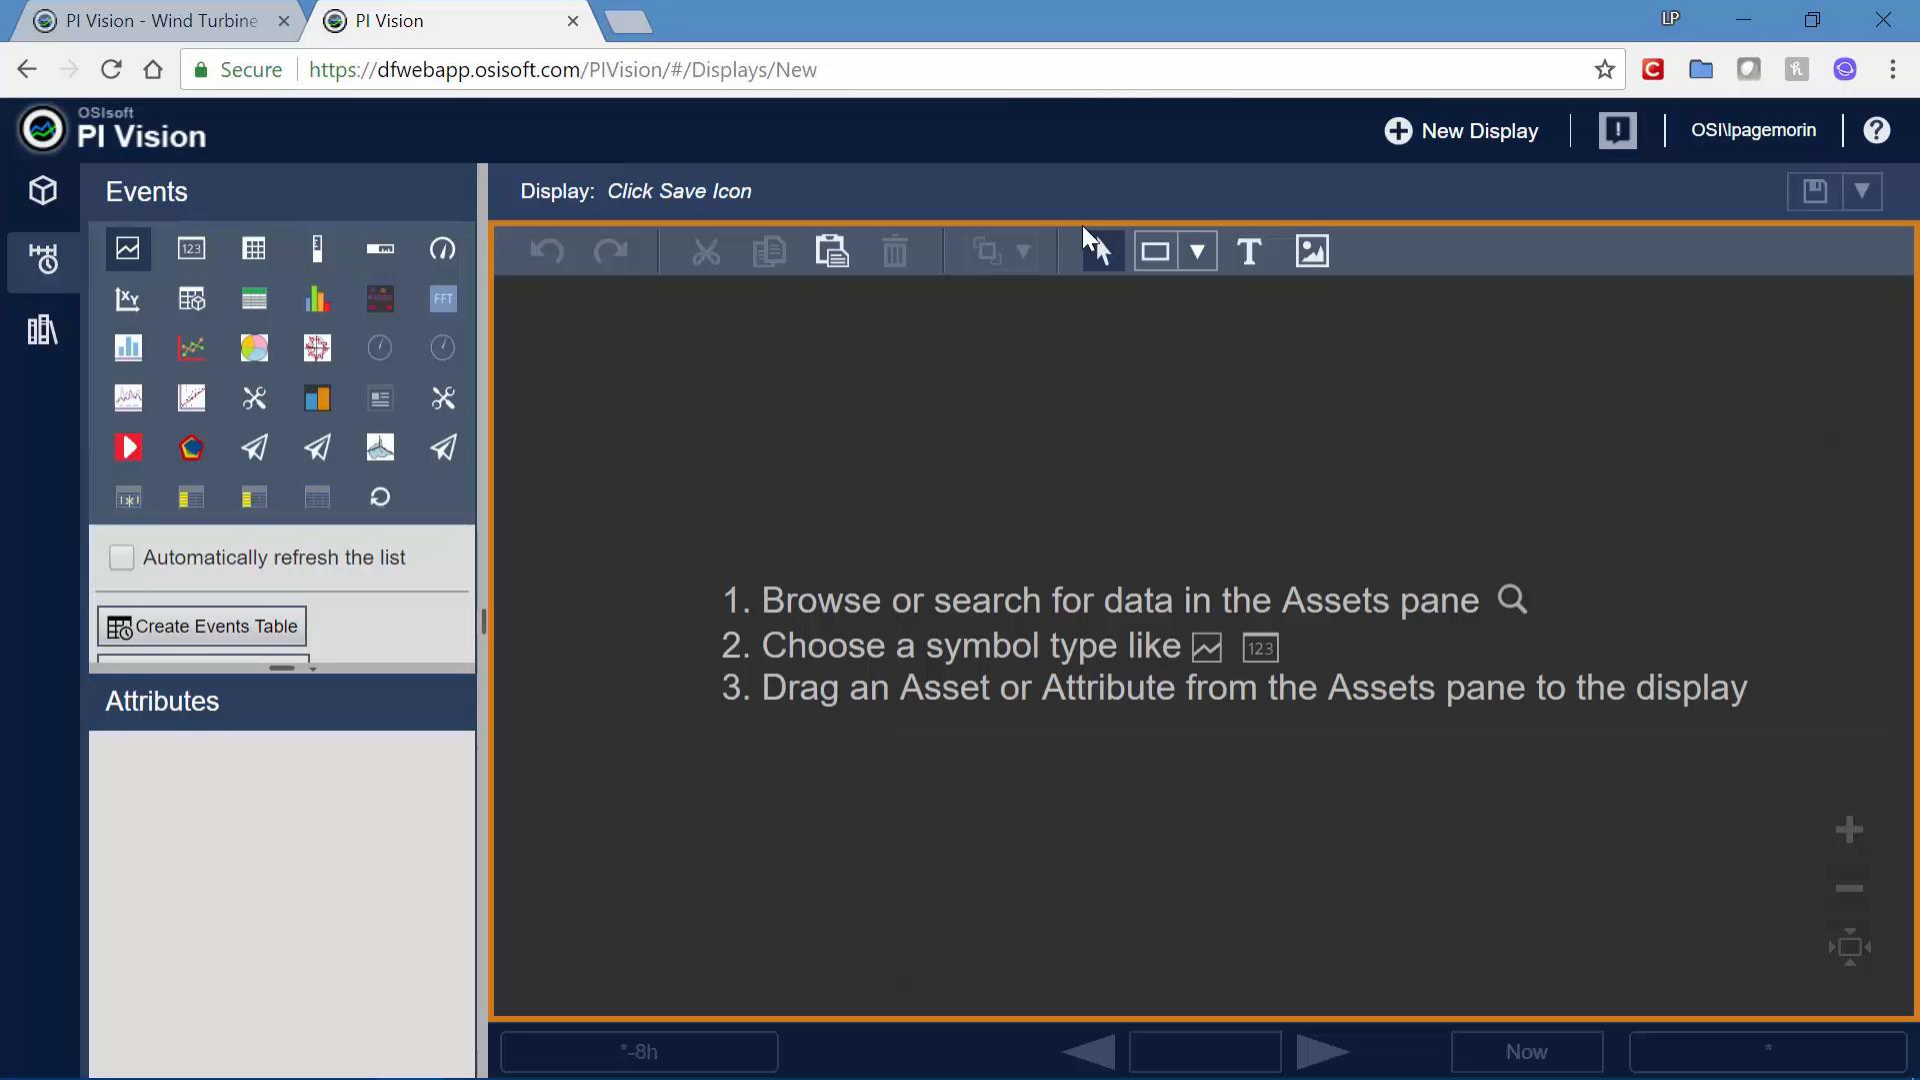 PI Vision - Wind Turbine
PI Vision
LP
Secure
https://dfwebapp.osisoft.com/PIVision/#/Displays/New
OSIsoft
PI Vision
New Display
OSI\lpagemorin
Events
Display: Click Save Icon
123
XY
FFT
Automatically refresh the list
Create Events Table
Attributes
1. Browse or search for data in the Assets pane
2. Choose a symbol type like 123
3. Drag an Asset or Attribute from the Assets pane to the display
*-8h
Now
*